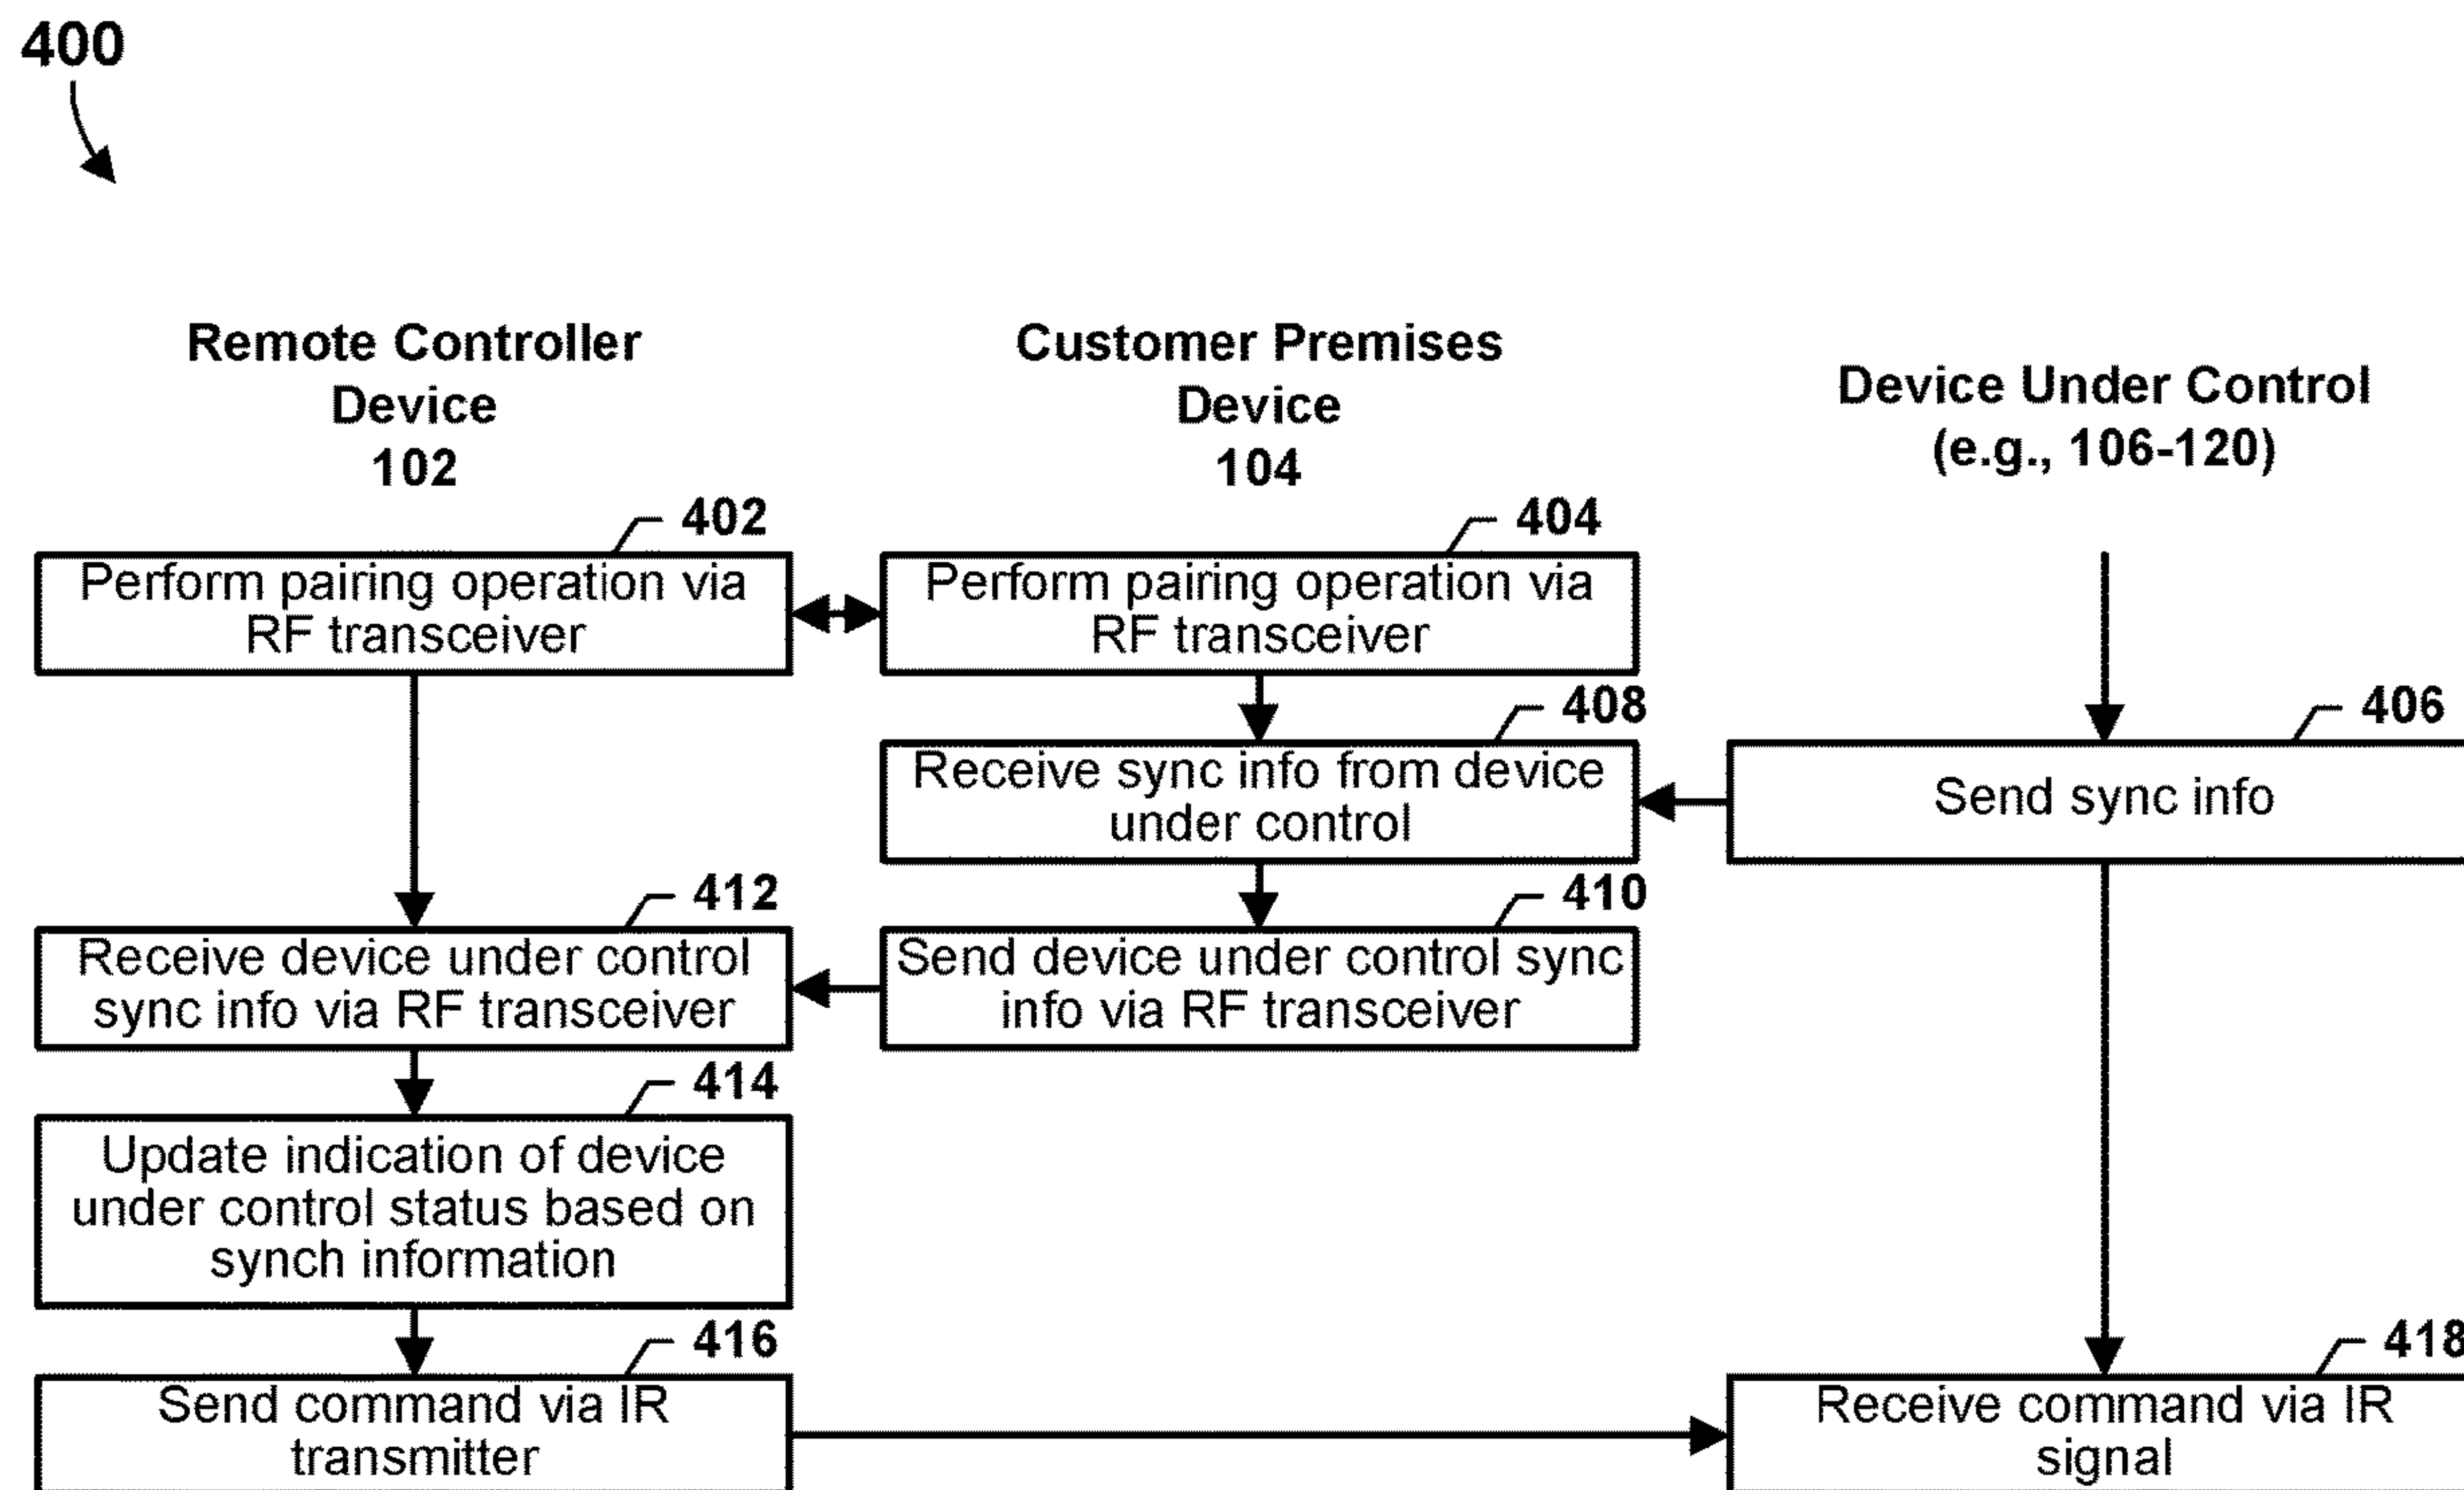 400
Remote Controller
Device
102
Customer Premises
Device
104
Device Under Control
(e.g., 106-120)
402
Perform pairing operation via
RF transceiver
404
Perform pairing operation via
RF transceiver
408
Receive sync info from device
under control
406
Send sync info
412
Receive device under control
sync info via RF transceiver
410
Send device under control sync
info via RF transceiver
414
Update indication of device
under control status based on
synch information
416
Send command via IR
transmitter
418
Receive command via IR
signal